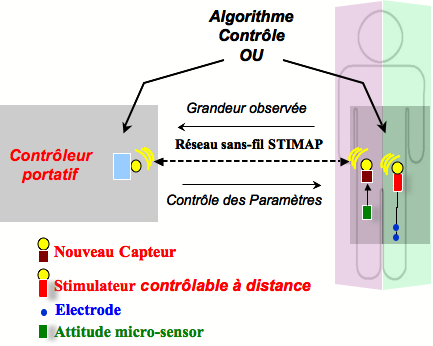 Algorithme
Contrôle
OU
Grandeur observée
Réseau sans-fil STIMAP
Contrôleur
portatif
Contrôle des Paramètres
Nouveau Capteur
Stimulateur contrôlable à distance
Electrode
Attitude micro-sensor